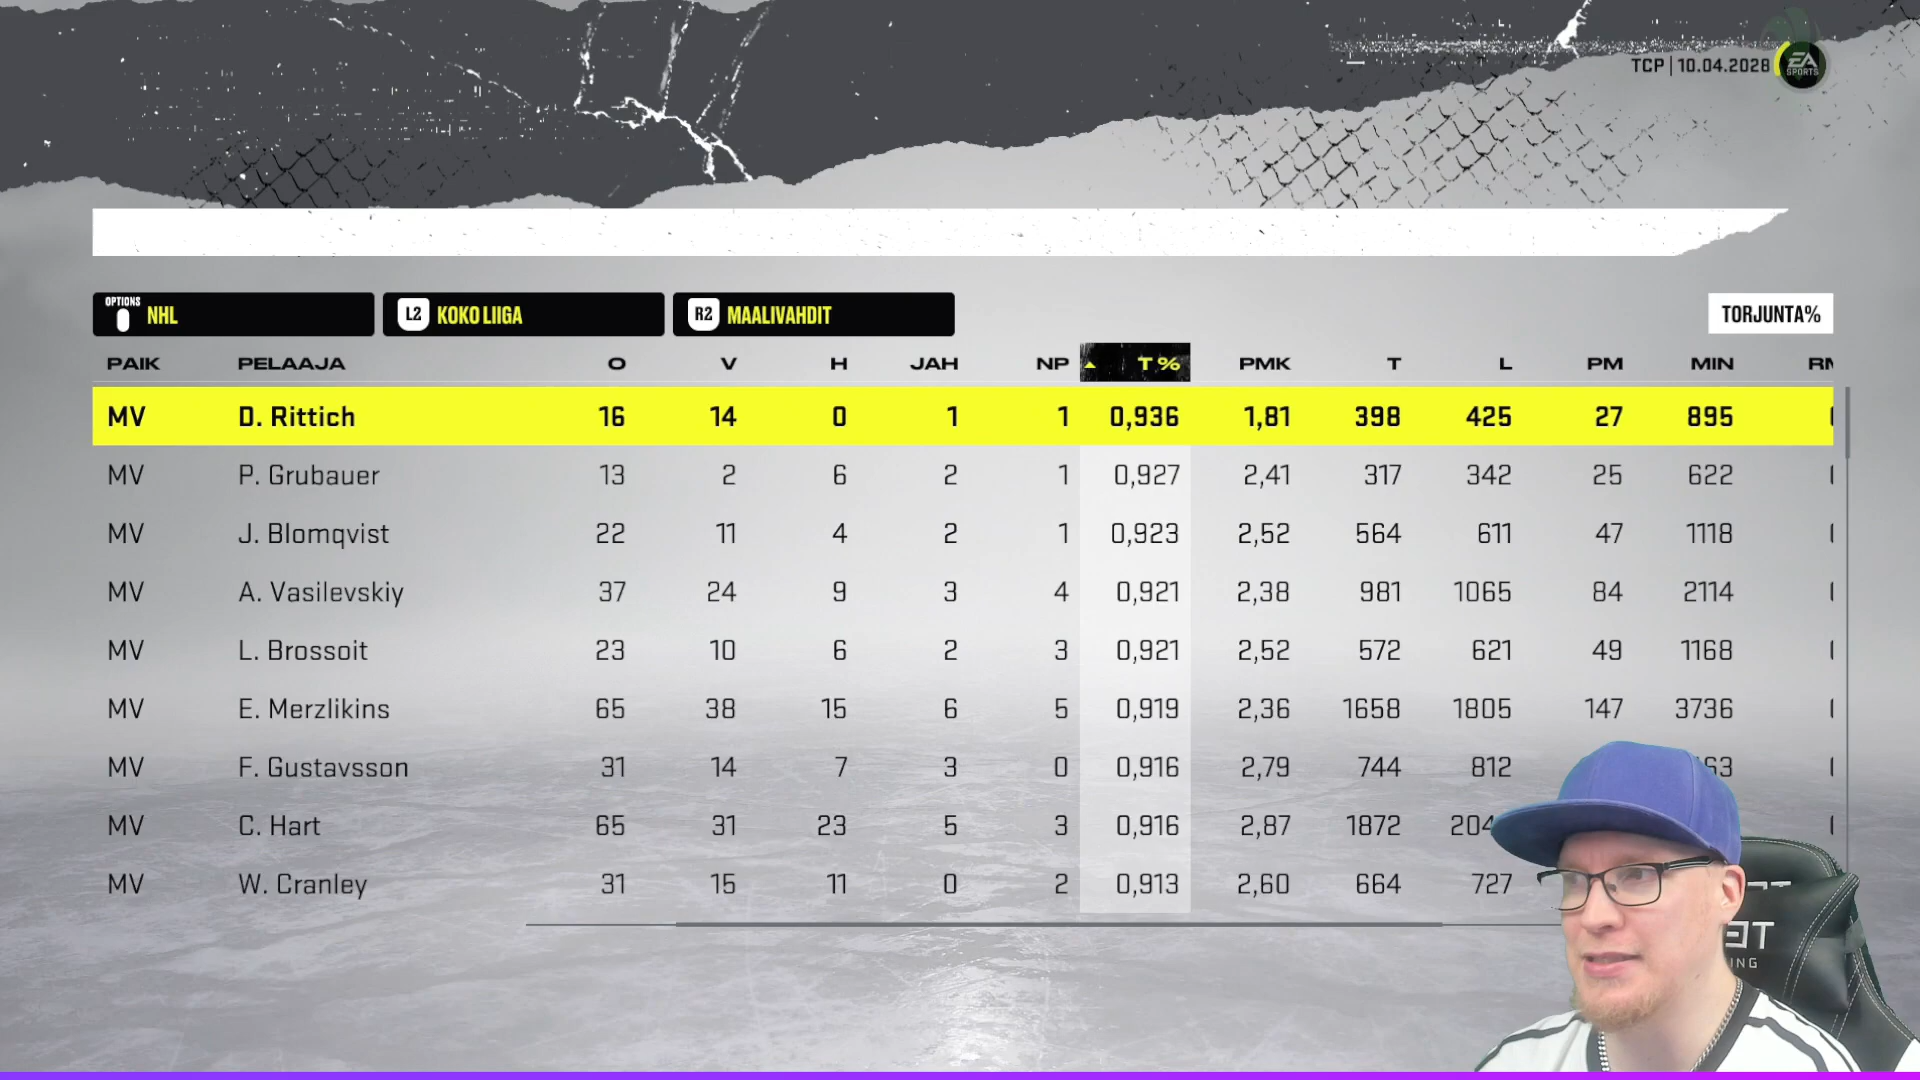 TCP | 10.04.2028 EA SPORTS
OPTIONS NHL L2 KOKO LIIGA R2 MAALIVAHDIT TORJUNTA%
PAIK PELAAJA O V H JAH NP T% PMK T L PM MIN
MV D. Rittich 16 14 0 1 1 0,936 1,81 398 425 27 895
MV P. Grubauer 13 2 6 2 1 0,927 2,41 317 342 25 622
MV J. Blomqvist 22 11 4 2 1 0,923 2,52 564 611 47 1118
MV A. Vasilevskiy 37 24 9 3 4 0,921 2,38 981 1065 84 2114
MV L. Brossoit 23 10 6 2 3 0,921 2,52 572 621 49 1168
MV E. Merzlikins 65 38 15 6 5 0,919 2,36 1658 1805 147 3736
MV F. Gustavsson 31 14 7 3 0 0,916 2,79 744 812
MV C. Hart 65 31 23 5 3 0,916 2,87 1872
MV W. Cranley 31 15 11 0 2 0,913 2,60 664 727